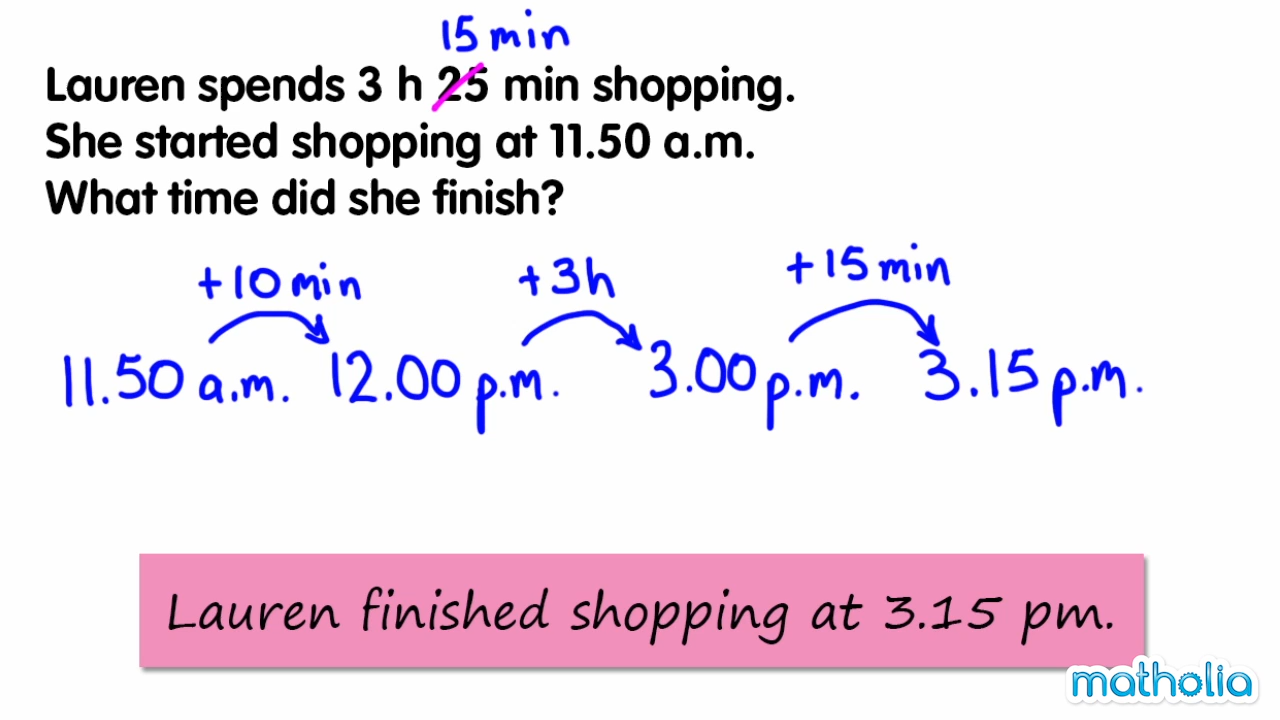 15 min
Lauren spends 3 h 25 min shopping.
She started shopping at 11.50 a.m.
What time did she finish?
+10 min +3h +15 min
11.50 a.m. 12.00 p.m. 3.00 p.m. 3.15 p.m.
Lauren finished shopping at 3.15 pm.
matholia